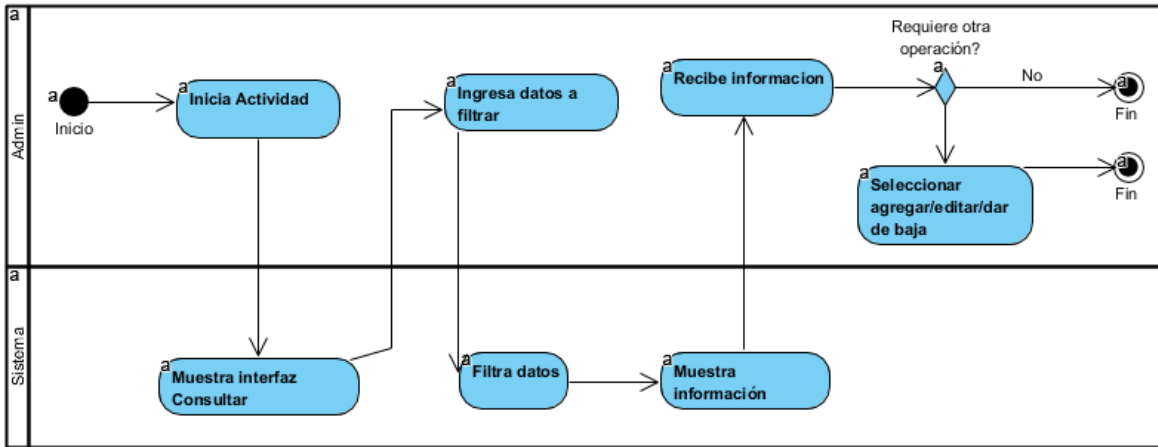 a
Admin
a
Inicio
a
Inicia Actividad
a
Ingresa datos a
filtrar
a
Recibe informacion
Requiere otra
operación?
a
No
a
Fin
a
Seleccionar
agregar/editar/dar
de baja
a
Fin
a
Sistema
a
Muestra interfaz
Consultar
a
Filtra datos
a
Muestra
información